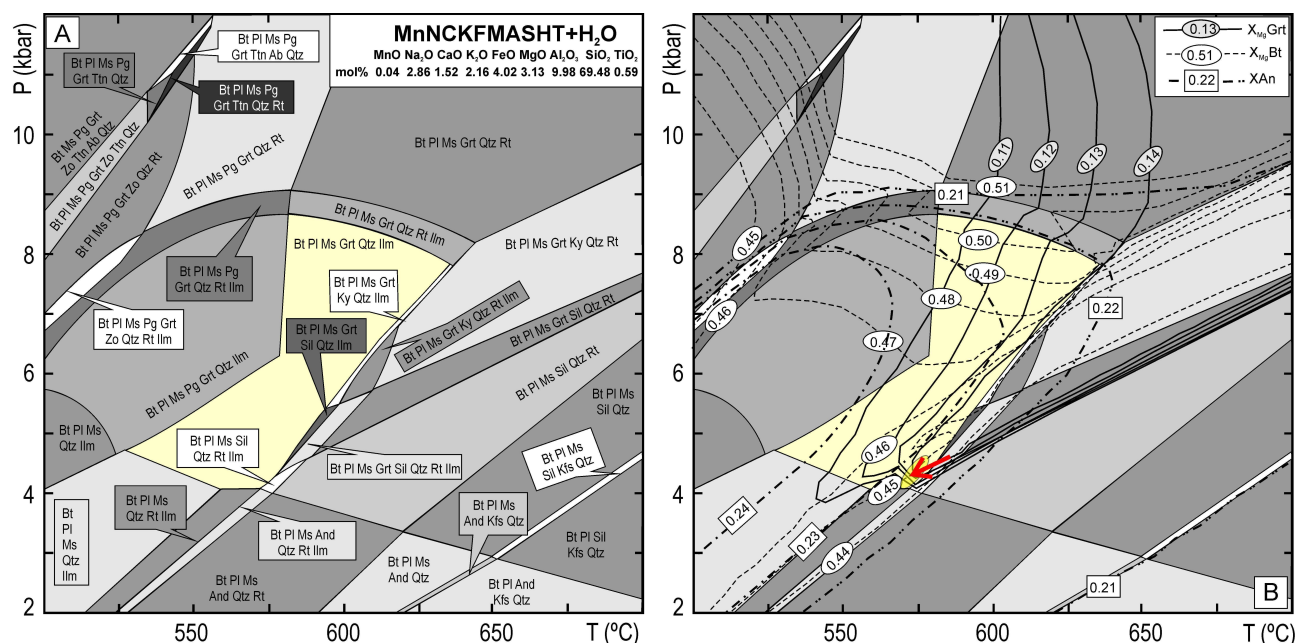 A
MnNCKFMASHT+H₂O
MnO Na₂O CaO K₂O FeO MgO Al₂O₃ SiO₂ TiO₂
mol% 0.04 2.86 1.52 2.16 4.02 3.13 9.98 69.48 0.59
P (kbar)
10
8
6
4
2
550
600
650
T (ºC)
Bt Pl Ms Pg
Grt Ttn Ab Qtz
Bt Pl Ms Pg
Grt Ttn Qtz
Bt Pl Ms Pg
Grt Ttn Qtz Rt
Bt Ms Pg Grt
Zo Ttn Ab Qtz
Bt Pl Ms Pg Grt Zo Ttn Qtz
Bt Pl Ms Pg Grt Zo Qtz Rt
Bt Pl Ms Pg Grt Qtz Rt
Bt Pl Ms Grt Qtz Rt
Bt Pl Ms Grt Qtz Rt Ilm
Bt Pl Ms Grt Qtz Ilm
Bt Pl Ms Grt Ky Qtz Rt
Bt Pl Ms Pg
Grt Qtz Rt Ilm
Bt Pl Ms Grt
Ky Qtz Ilm
Bt Pl Ms Pg Grt
Zo Qtz Rt Ilm
Bt Pl Ms Grt
Sil Qtz Ilm
Bt Pl Ms Grt Ky Qtz Rt Ilm
Bt Pl Ms Grt Sil Qtz Rt
Bt Pl Ms Pg Grt Qtz Ilm
Bt Pl Ms Sil Qtz Rt
Bt Pl Ms
Sil Qtz
Bt Pl Ms
Qtz Ilm
Bt Pl Ms Sil
Qtz Rt Ilm
Bt Pl Ms Grt Sil Qtz Rt Ilm
Bt Pl Ms
Sil Kfs Qtz
Bt
Pl
Ms
Qtz
Ilm
Bt Pl Ms
Qtz Rt Ilm
Bt Pl Ms And
Qtz Rt Ilm
Bt Pl Ms
And Kfs Qtz
Bt Pl Sil
Kfs Qtz
Bt Pl Ms
And Qtz Rt
Bt Pl Ms
And Qtz
Bt Pl And
Kfs Qtz
B
0.13 XMgGrt
0.51 XMgBt
0.22 XAn
P (kbar)
10
8
6
4
2
550
600
650
T (ºC)
0.11
0.12
0.13
0.14
0.21
0.51
0.45
0.50
0.49
0.48
0.46
0.47
0.22
0.46
0.45
0.24
0.23
0.44
0.21